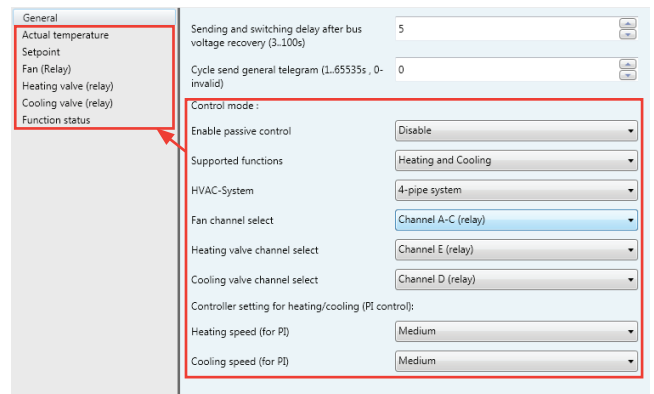 General
Actual temperature
Setpoint
Fan (Relay)
Heating valve (relay)
Cooling valve (relay)
Function status
Sending and switching delay after bus
voltage recovery (3..100s)
5
Cycle send general telegram (1..65535s , 0-
invalid)
0
Control mode :
Enable passive control
Disable
Supported functions
Heating and Cooling
HVAC-System
4-pipe system
Fan channel select
Channel A-C (relay)
Heating valve channel select
Channel E (relay)
Cooling valve channel select
Channel D (relay)
Controller setting for heating/cooling (PI control):
Heating speed (for PI)
Medium
Cooling speed (for PI)
Medium